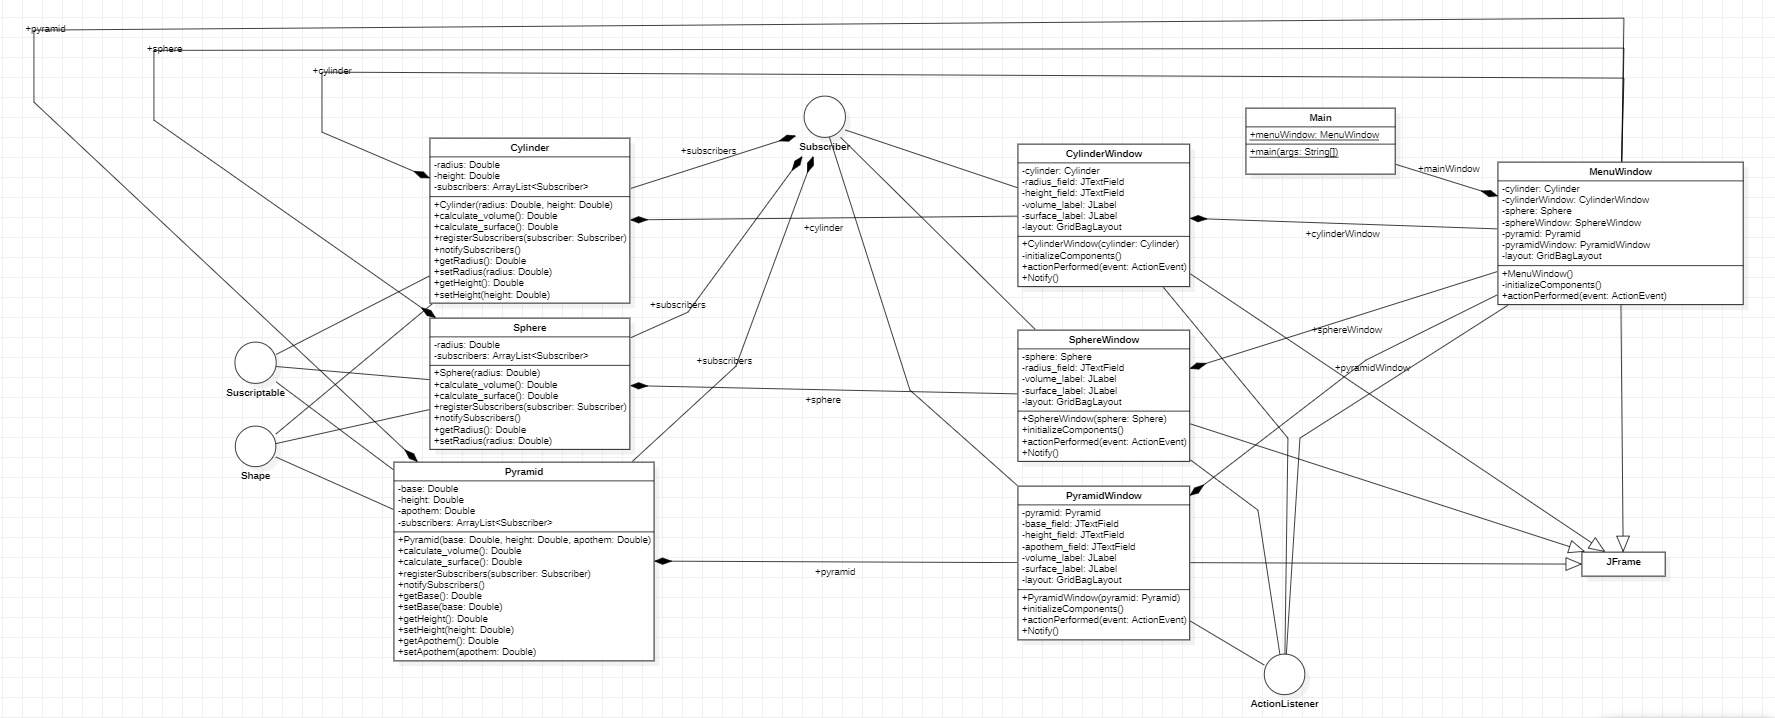 +pyramid
+sphere
+cylinder
Cylinder
-radius: Double
-height: Double
-subscribers: ArrayList<Subscriber>
+Cylinder(radius: Double, height: Double)
+calculate_volume(): Double
+calculate_surface(): Double
+registerSubscribers(subscriber: Subscriber)
+notifySubscribers()
+getRadius(): Double
+setRadius(radius: Double)
+getHeight(): Double
+setHeight(height: Double)
Sphere
-radius: Double
-subscribers: ArrayList<Subscriber>
+Sphere(radius: Double)
+calculate_volume(): Double
+calculate_surface(): Double
+registerSubscribers(subscriber: Subscriber)
+notifySubscribers()
+getRadius(): Double
+setRadius(radius: Double)
Suscriptable
Shape
Pyramid
-base: Double
-height: Double
-apothem: Double
-subscribers: ArrayList<Subscriber>
+Pyramid(base: Double, height: Double, apothem: Double)
+calculate_volume(): Double
+calculate_surface(): Double
+registerSubscribers(subscriber: Subscriber)
+notifySubscribers()
+getBase(): Double
+setBase(base: Double)
+getHeight(): Double
+setHeight(height: Double)
+getApothem(): Double
+setApothem(apothem: Double)
Subscriber
+subscribers
+subscribers
+subscribers
+cylinder
+sphere
+pyramid
CylinderWindow
-cylinder: Cylinder
-radius_field: JTextField
-height_field: JTextField
-volume_label: JLabel
-surface_label: JLabel
-layout: GridBagLayout
+CylinderWindow(cylinder: Cylinder)
-initializeComponents()
+actionPerformed(event: ActionEvent)
+Notify()
SphereWindow
-sphere: Sphere
-radius_field: JTextField
-volume_label: JLabel
-surface_label: JLabel
-layout: GridBagLayout
+SphereWindow(sphere: Sphere)
+initializeComponents()
+actionPerformed(event: ActionEvent)
+Notify()
PyramidWindow
-pyramid: Pyramid
-base_field: JTextField
-height_field: JTextField
-apothem_field: JTextField
-volume_label: JLabel
-surface_label: JLabel
-layout: GridBagLayout
+PyramidWindow(pyramid: Pyramid)
+initializeComponents()
+actionPerformed(event: ActionEvent)
+Notify()
Main
+menuWindow: MenuWindow
+main(args: String[])
+mainWindow
+cylinderWindow
+sphereWindow
+pyramidWindow
MenuWindow
-cylinder: Cylinder
-cylinderWindow: CylinderWindow
-sphere: Sphere
-sphereWindow: SphereWindow
-pyramid: Pyramid
-pyramidWindow: PyramidWindow
-layout: GridBagLayout
+MenuWindow()
-initializeComponents()
+actionPerformed(event: ActionEvent)
JFrame
ActionListener